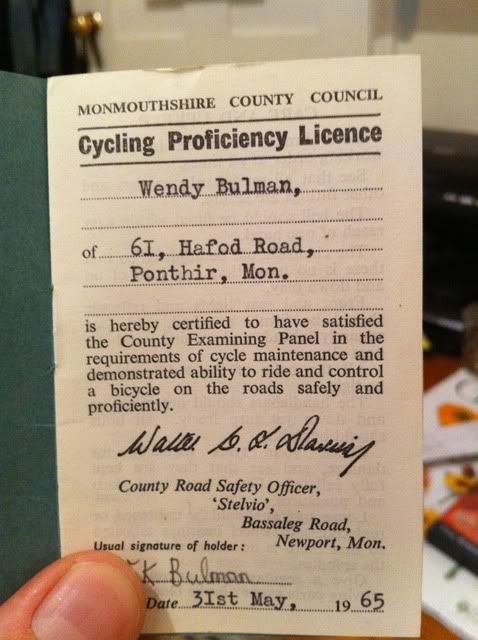 MONMOUTHSHIRE COUNTY COUNCIL
Cycling Proficiency Licence
Wendy Bulman,
of 61, Hafod Road,
Ponthir, Mon.
is hereby certified to have satisfied
the County Examining Panel in the
requirements of cycle maintenance and
demonstrated ability to ride and control
a bicycle on the roads safely and
proficiently.
County Road Safety Officer,
'Stelvio',
Bassaleg Road,
Usual signature of holder: Newport, Mon.
K Bulman
Date 31st May, 1965